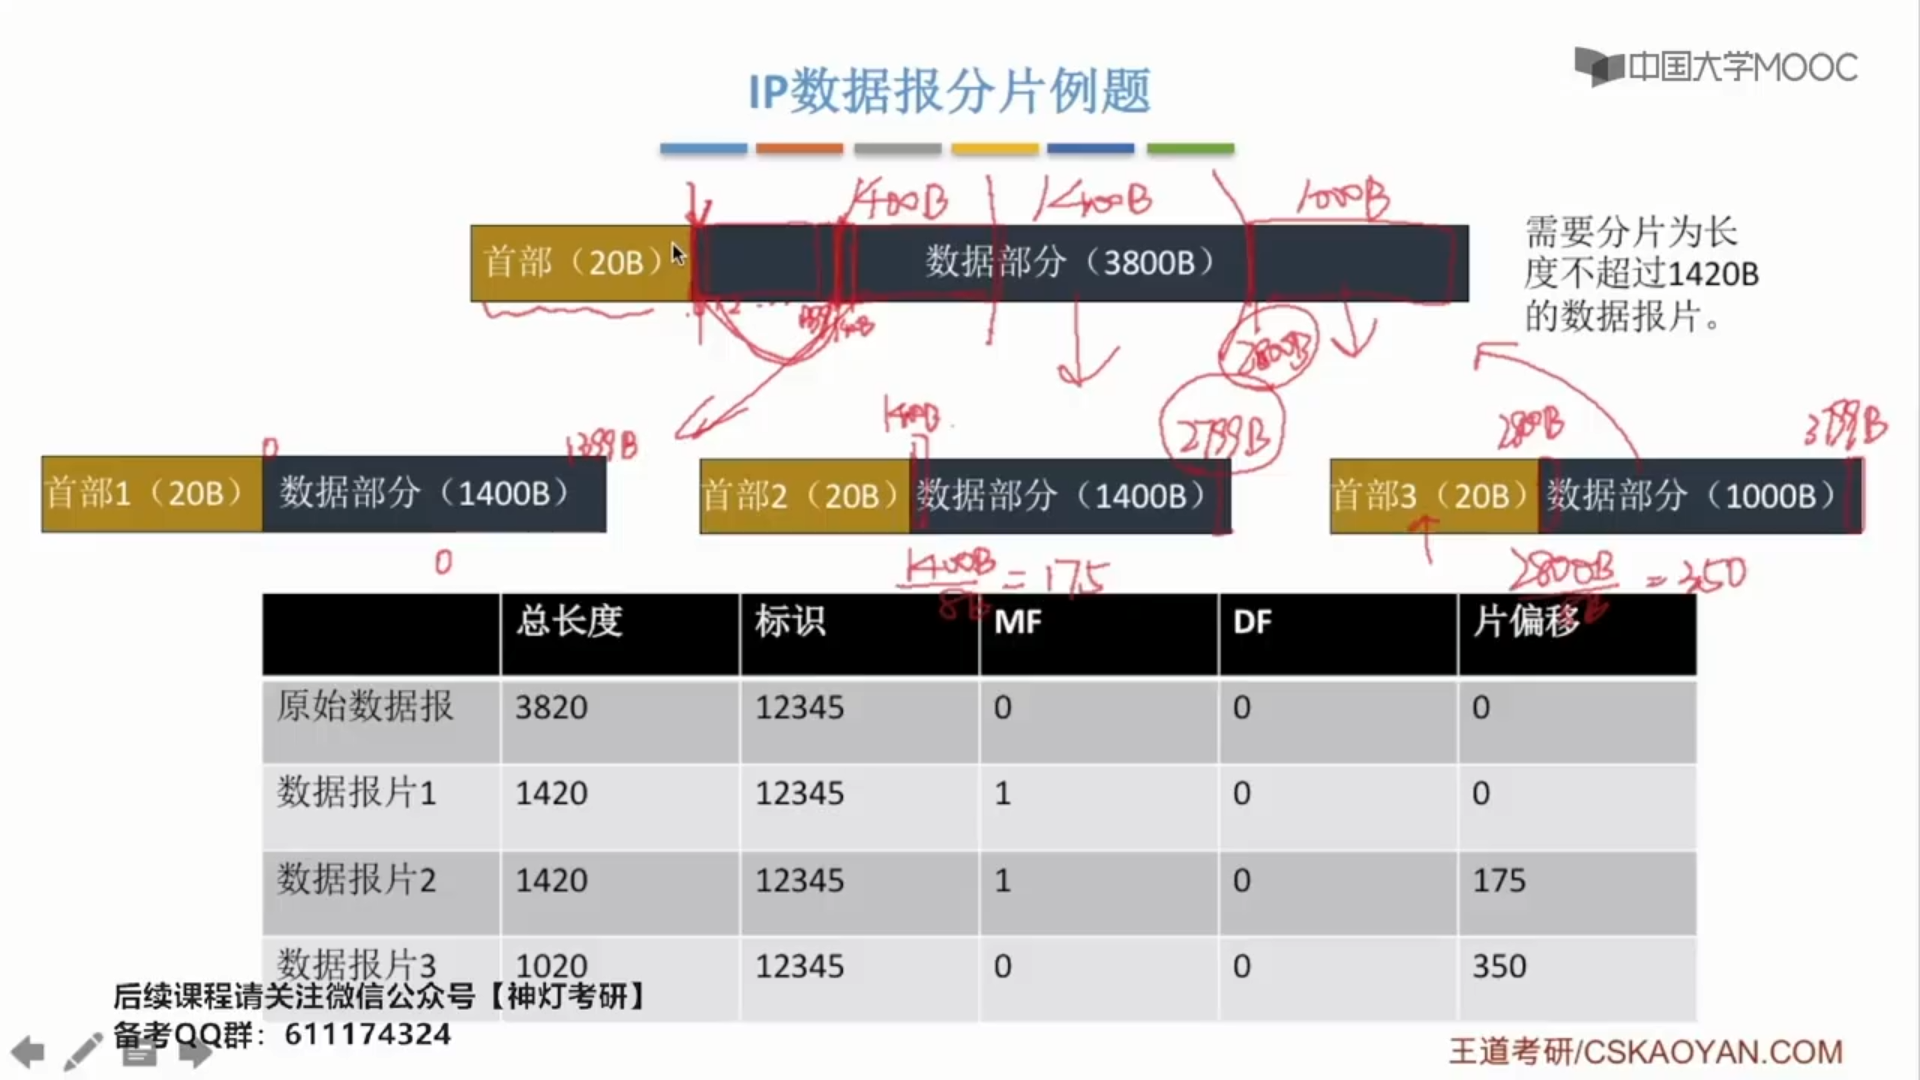 中国大学MOOC
IP数据报分片例题
1400B 1400B 1000B
首部（20B） 数据部分（3800B）
需要分片为长
度不超过1420B
的数据报片。
2800B
0 1399B 1400B 2799B 2800B 3799B
首部1（20B） 数据部分（1400B） 首部2（20B） 数据部分（1400B） 首部3（20B） 数据部分（1000B）
0 1400B/8B = 175 2800B/8B = 350
总长度 标识 MF DF 片偏移
原始数据报 3820 12345 0 0 0
数据报片1 1420 12345 1 0 0
数据报片2 1420 12345 1 0 175
数据报片3 1020 12345 0 0 350
后续课程请关注微信公众号【神灯考研】
备考QQ群：611174324
王道考研/CSKAOYAN.COM